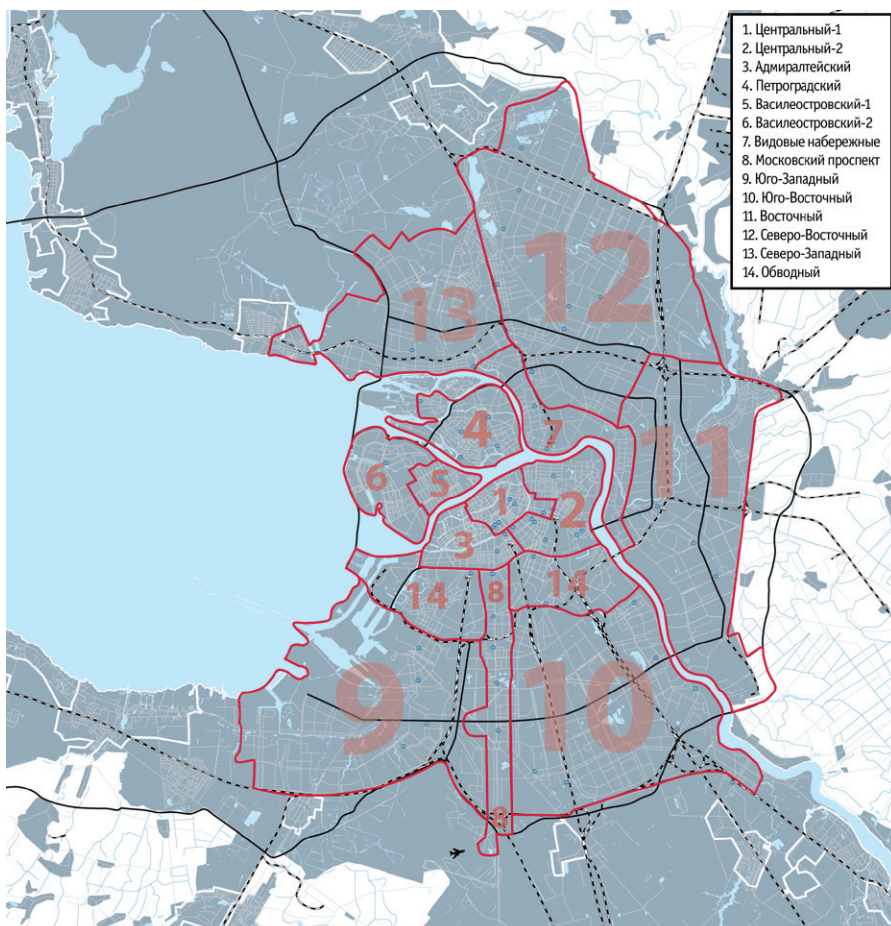 1. Центральный-1
2. Центральный-2
3. Адмиралтейский
4. Петроградский
5. Василеостровский-1
6. Василеостровский-2
7. Видовые набережные
8. Московский проспект
9. Юго-Западный
10. Юго-Восточный
11. Восточный
12. Северо-Восточный
13. Северо-Западный
14. Обводный
12
13
4
7
11
6
5
1
2
3
14
8
14
9
10
8